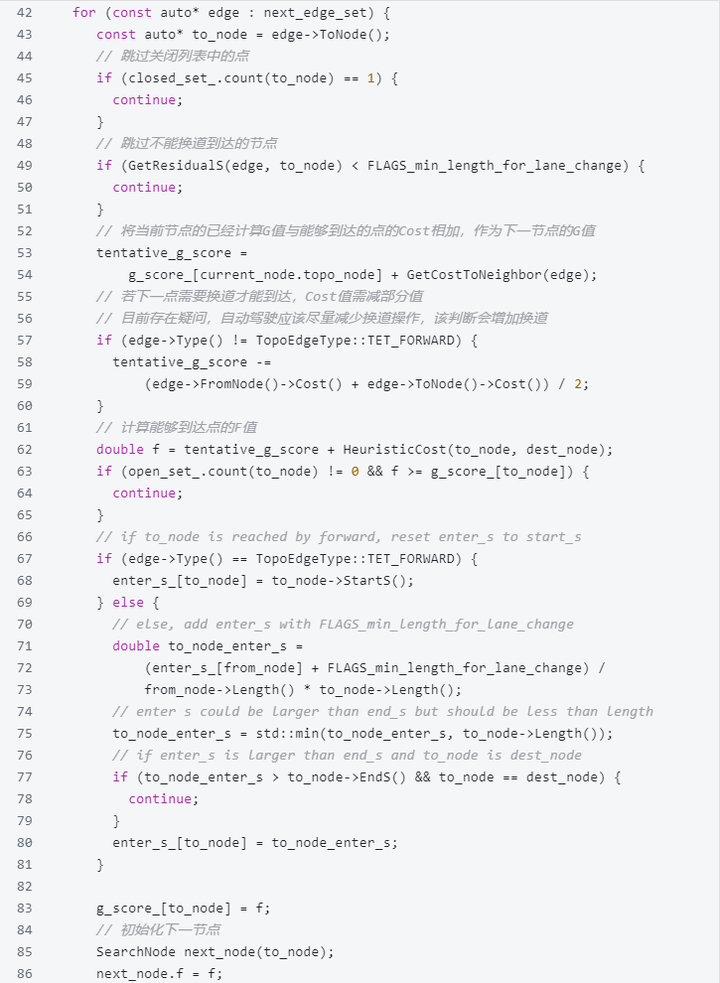 42 for (const auto* edge : next_edge_set) {
43 const auto* to_node = edge->ToNode();
44 // 跳过关闭列表中的点
45 if (closed_set_.count(to_node) == 1) {
46 continue;
47 }
48 // 跳过不能换道到达的节点
49 if (GetResidualS(edge, to_node) < FLAGS_min_length_for_lane_change) {
50 continue;
51 }
52 // 将当前节点的已经计算G值与能够到达的点的Cost相加，作为下一节点的G值
53 tentative_g_score =
54 g_score_[current_node.topo_node] + GetCostToNeighbor(edge);
55 // 若下一点需要换道才能到达，Cost值需减部分值
56 // 目前存在疑问，自动驾驶应该尽量减少换道操作，该判断会增加换道
57 if (edge->Type() != TopoEdgeType::TET_FORWARD) {
58 tentative_g_score -=
59 (edge->FromNode()->Cost() + edge->ToNode()->Cost()) / 2;
60 }
61 // 计算能够到达点的F值
62 double f = tentative_g_score + HeuristicCost(to_node, dest_node);
63 if (open_set_.count(to_node) != 0 && f >= g_score_[to_node]) {
64 continue;
65 }
66 // if to_node is reached by forward, reset enter_s to start_s
67 if (edge->Type() == TopoEdgeType::TET_FORWARD) {
68 enter_s_[to_node] = to_node->StartS();
69 } else {
70 // else, add enter_s with FLAGS_min_length_for_lane_change
71 double to_node_enter_s =
72 (enter_s_[from_node] + FLAGS_min_length_for_lane_change) /
73 from_node->Length() * to_node->Length();
74 // enter s could be larger than end_s but should be less than length
75 to_node_enter_s = std::min(to_node_enter_s, to_node->Length());
76 // if enter_s is larger than end_s and to_node is dest_node
77 if (to_node_enter_s > to_node->EndS() && to_node == dest_node) {
78 continue;
79 }
80 enter_s_[to_node] = to_node_enter_s;
81 }
82
83 g_score_[to_node] = f;
84 // 初始化下一节点
85 SearchNode next_node(to_node);
86 next_node.f = f;